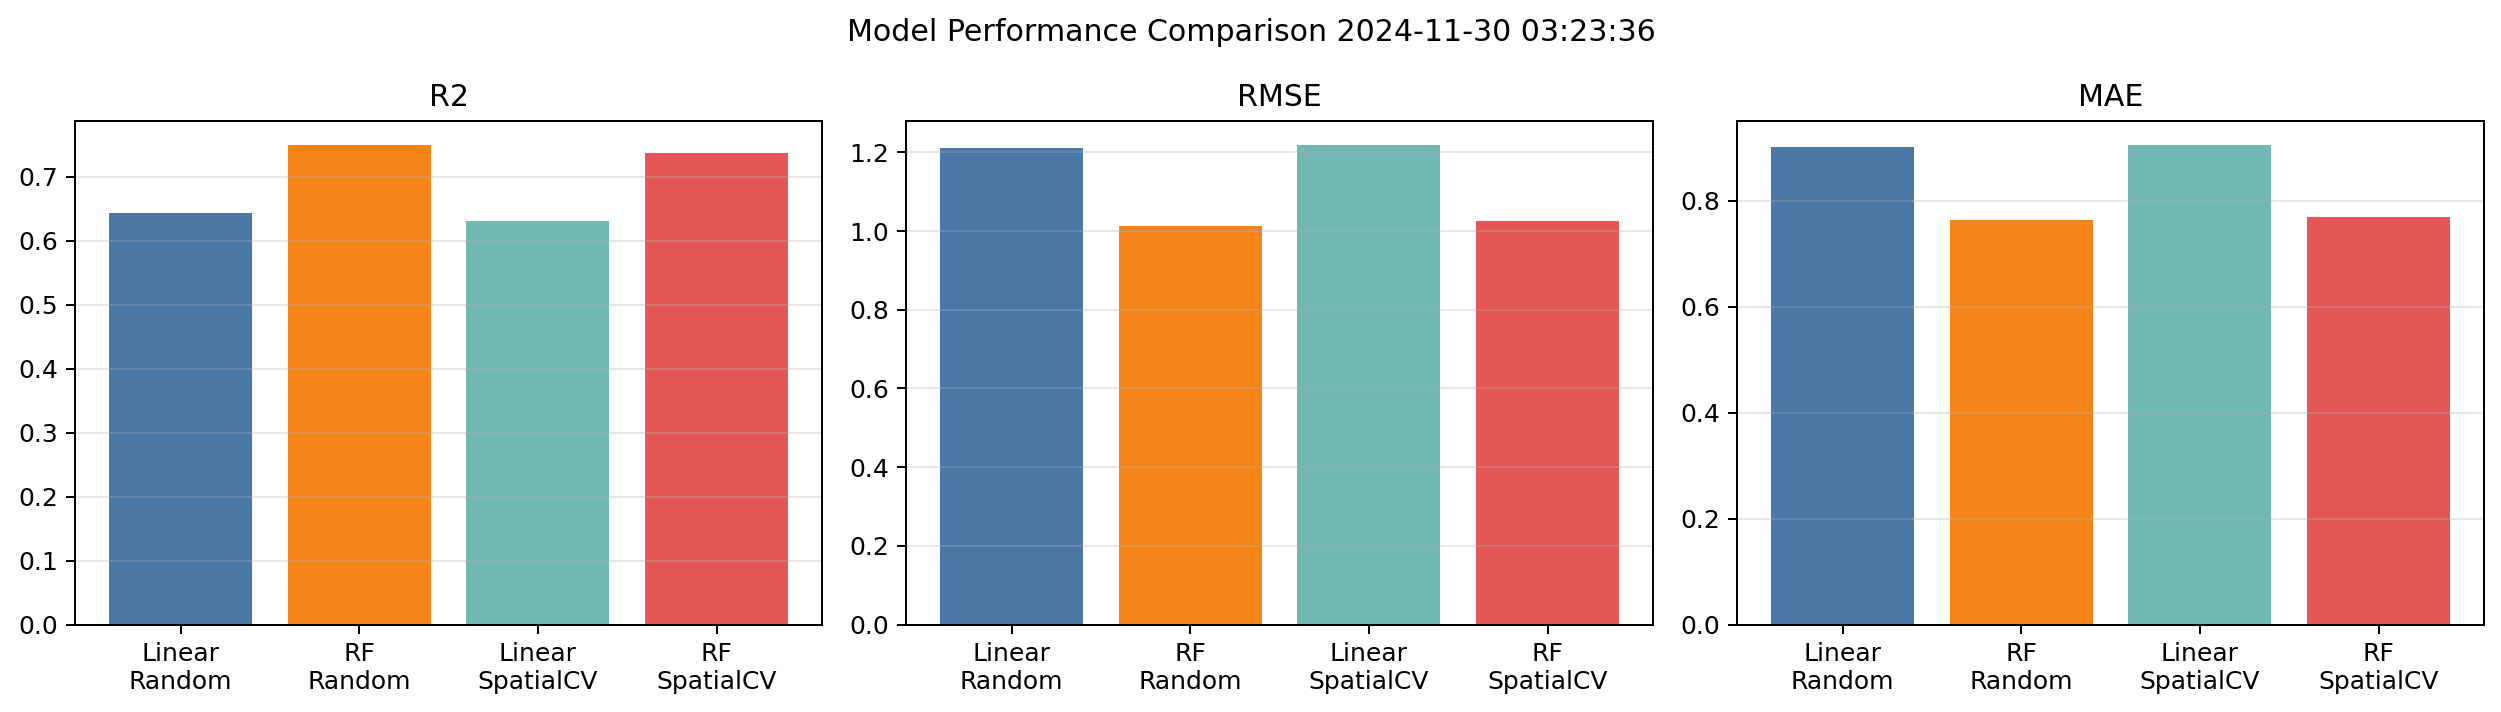 Model Performance Comparison 2024-11-30 03:23:36
R2
0.7
0.6
0.5
0.4
0.3
0.2
0.1
0.0
Linear
Random
RF
Random
Linear
SpatialCV
RF
SpatialCV
RMSE
1.2
1.0
0.8
0.6
0.4
0.2
0.0
Linear
Random
RF
Random
Linear
SpatialCV
RF
SpatialCV
MAE
0.8
0.6
0.4
0.2
0.0
Linear
Random
RF
Random
Linear
SpatialCV
RF
SpatialCV